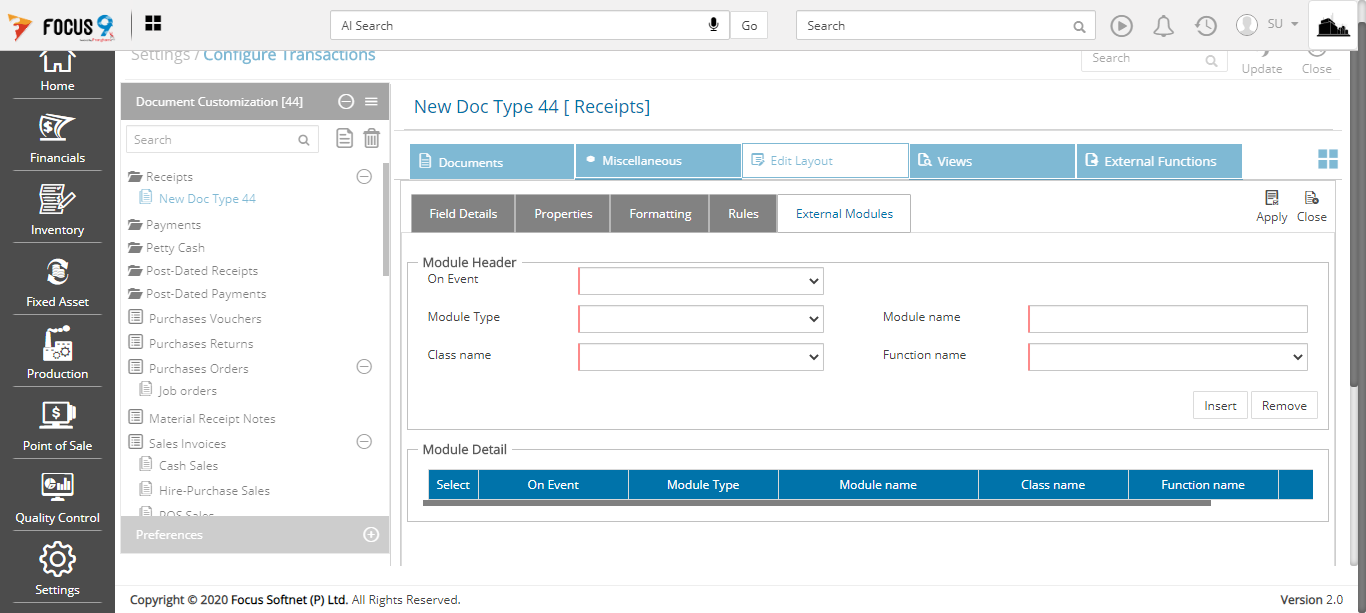 FOCUS 9
AI Search
Go
Search
SU
Settings / Configure Transactions
Search
Update
Close
Home
Financials
Inventory
Fixed Asset
Production
Point of Sale
Quality Control
Settings
Document Customization [44]
Search
Receipts
New Doc Type 44
Payments
Petty Cash
Post-Dated Receipts
Post-Dated Payments
Purchases Vouchers
Purchases Returns
Purchases Orders
Job orders
Material Receipt Notes
Sales Invoices
Cash Sales
Hire-Purchase Sales
POS Sales
Preferences
New Doc Type 44 [ Receipts]
Documents
Miscellaneous
Edit Layout
Views
External Functions
Field Details
Properties
Formatting
Rules
External Modules
Apply
Close
Module Header
On Event
Module Type
Module name
Class name
Function name
Insert
Remove
Module Detail
Select
On Event
Module Type
Module name
Class name
Function name
Copyright © 2020 Focus Softnet (P) Ltd. All Rights Reserved.
Version 2.0